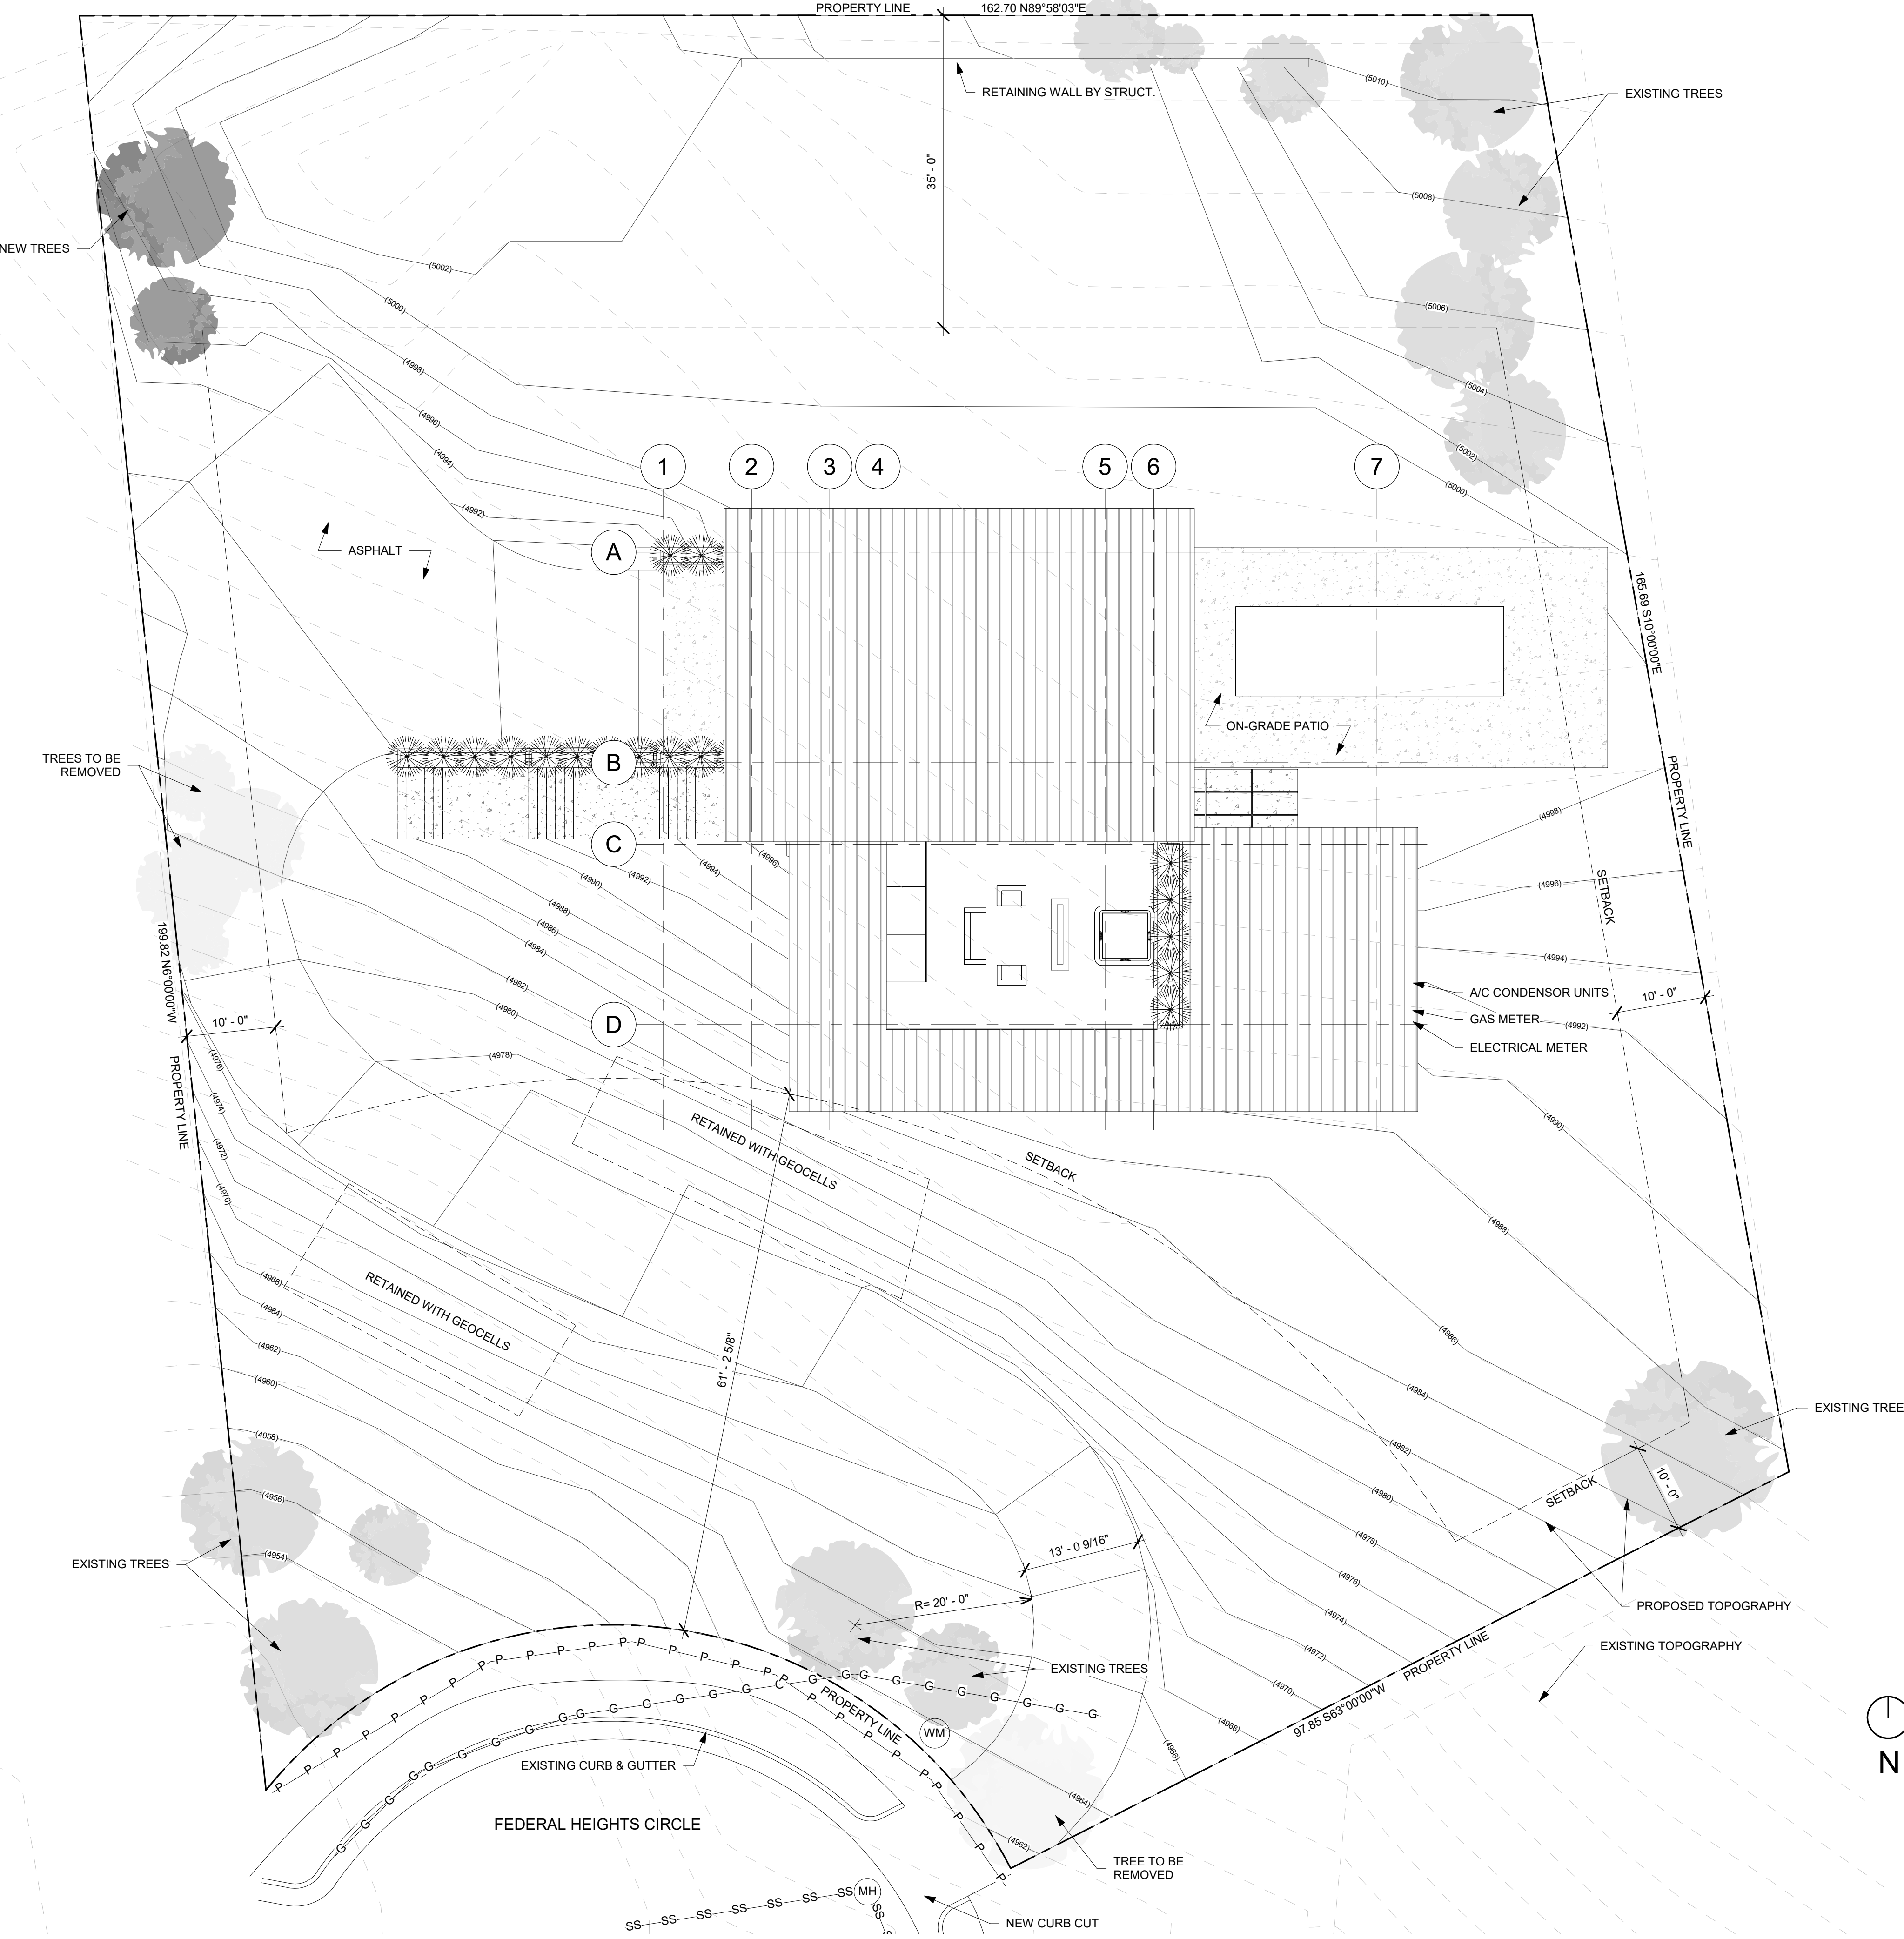 PROPERTY LINE
162.70 N89°58'03"E
RETAINING WALL BY STRUCT.
(5010)
EXISTING TREES
35' - 0"
(5008)
NEW TREES
(5002)
(5000)
(5006)
(4998)
(5004)
(4996)
(4994)
(5002)
1
2
3
4
5
6
7
(5000)
(4992)
A
ASPHALT
165.69 S10°00'00"E
ON-GRADE PATIO
TREES TO BE
REMOVED
B
PROPERTY LINE
C
(4998)
(4996)
(4994)
(4992)
(4990)
(4988)
(4986)
(4984)
(4996)
SETBACK
199.82 N6°00'00"W
(4994)
(4982)
(4980)
A/C CONDENSOR UNITS
10' - 0"
GAS METER
(4992)
10' - 0"
D
ELECTRICAL METER
(4978)
(4976)
PROPERTY LINE
(4974)
(4972)
(4970)
RETAINED WITH GEOCELLS
SETBACK
(4990)
(4988)
(4968)
RETAINED WITH GEOCELLS
(4964)
(4962)
(4960)
61' - 2 5/8"
(4986)
(4984)
EXISTING TREE
(4958)
(4982)
(4956)
(4980)
SETBACK
10' - 0"
(4954)
EXISTING TREES
13' - 0 9/16"
(4978)
(4976)
R= 20' - 0"
(4974)
PROPOSED TOPOGRAPHY
(4972)
EXISTING TOPOGRAPHY
PROPERTY LINE
EXISTING TREES
(4970)
97.85 S63°00'00"W
P P P P P P P P P P P P P P P P P P P P P P P P P P P
G G G G G G G G G G G G G C G G G G G G G G G G
PROPERTY LINE
WM
(4968)
(4966)
EXISTING CURB & GUTTER
(4964)
FEDERAL HEIGHTS CIRCLE
(4962)
N
TREE TO BE
REMOVED
SS SS SS SS SS SS SS MH
SS
NEW CURB CUT